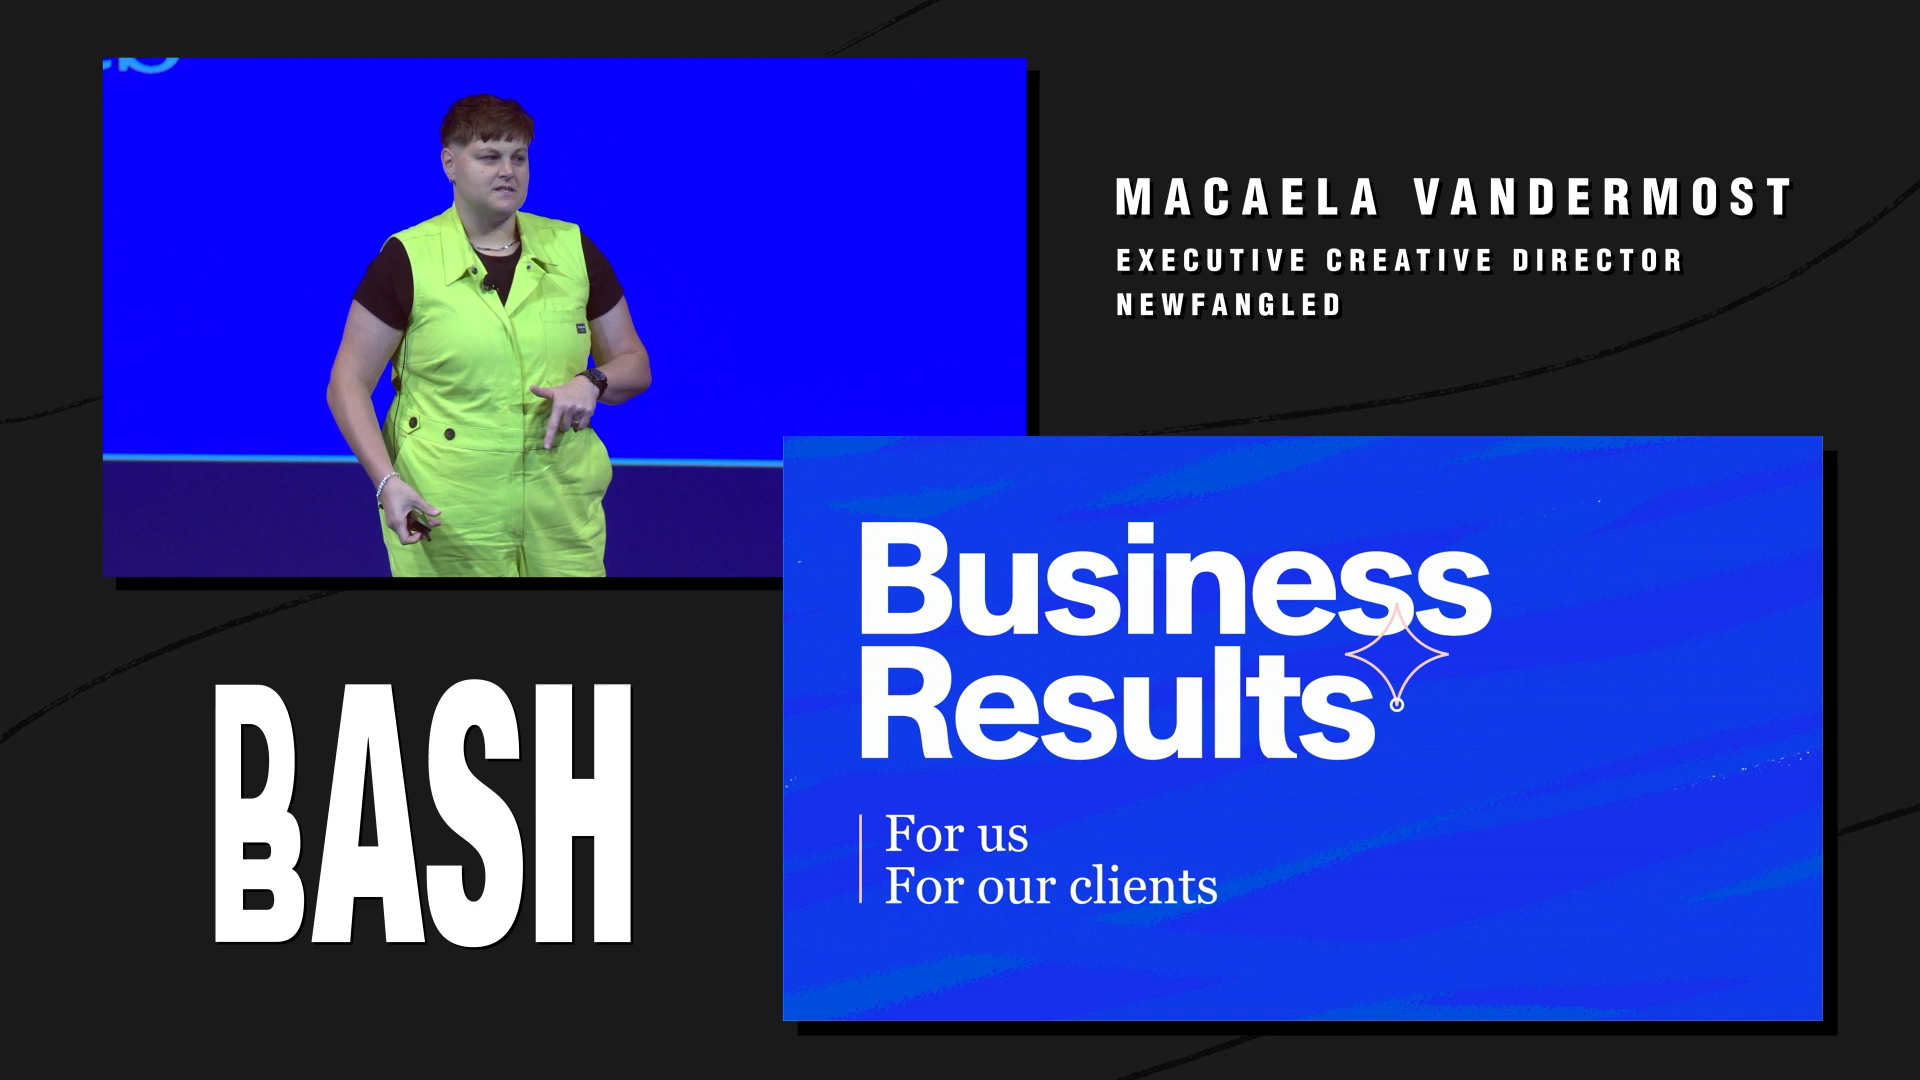 MACAELA VANDERMOST
EXECUTIVE CREATIVE DIRECTOR
NEWFANGLED
Business
Results
For us
For our clients
BASH